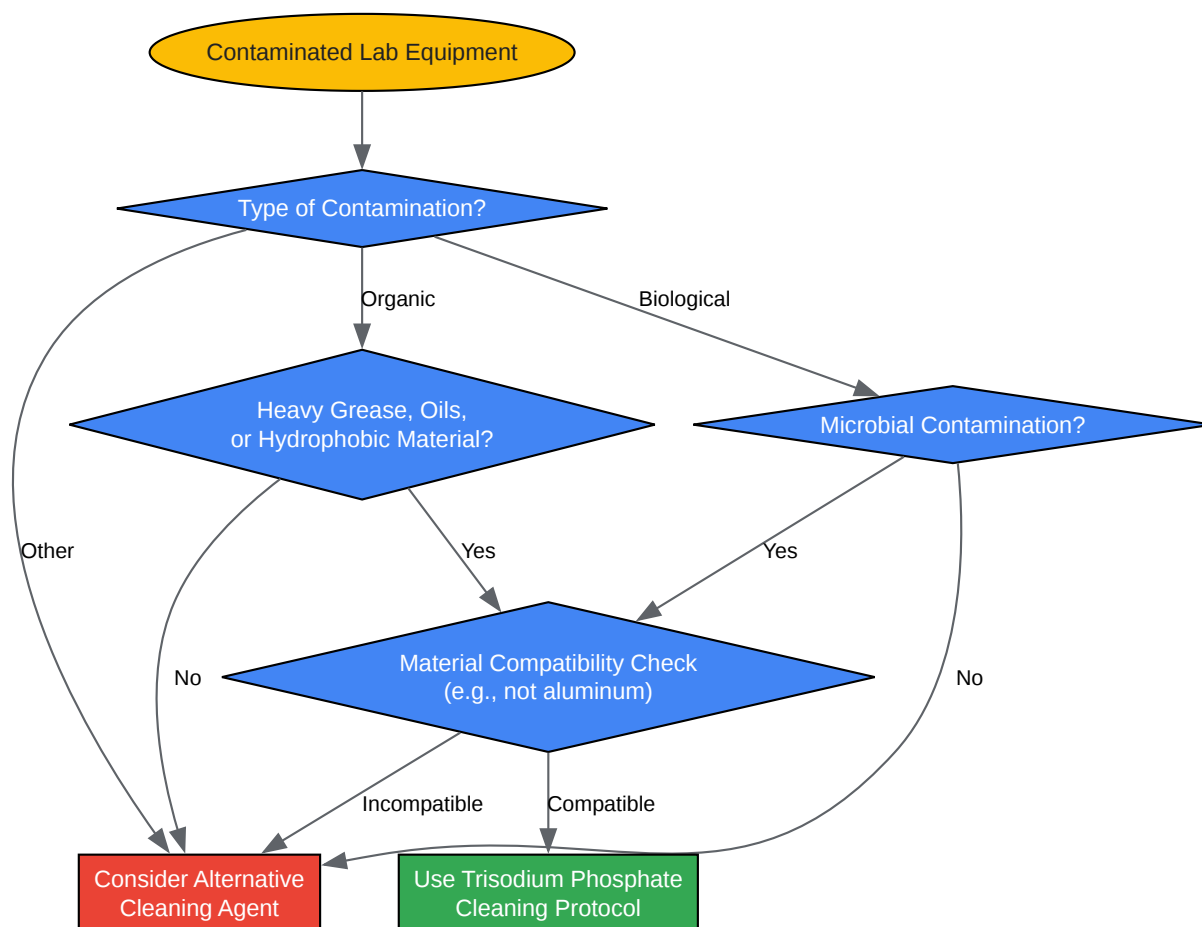 Contaminated Lab Equipment
Type of Contamination?
Organic
Biological
Heavy Grease, Oils,
or Hydrophobic Material?
Microbial Contamination?
Other
Yes
Yes
Material Compatibility Check
(e.g., not aluminum)
No
No
Incompatible
Compatible
Consider Alternative
Cleaning Agent
Use Trisodium Phosphate
Cleaning Protocol